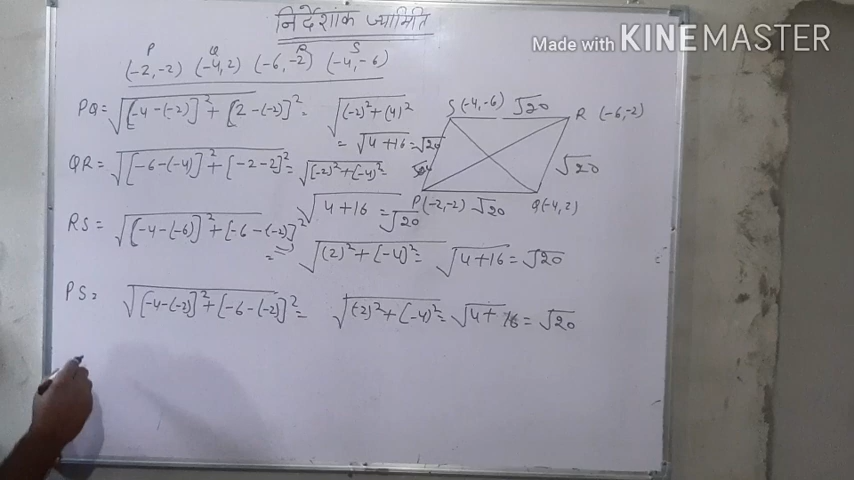 निर्देशांक ज्यामिति
Made with KINEMASTER
P Q R S
(-2,-2) (-4,2) (-6,-2) (-4,-6)
PQ = √[-4-(-2)]²+[2-(-2)]² = √(-2)²+(4)²
= √4+16 = √20
QR = √[-6-(-4)]²+[-2-2]² = √(-2)²+(-4)² =
√4+16 = √20
RS = √[-4-(-6)]²+[-6-(-2)]²
= √(2)²+(-4)² = √4+16 = √20
PS = √[-4-(-2)]²+[-6-(-2)]² = √(-2)²+(-4)² = √4+16 = √20
S(-4,-6) √20 R (-6,-2)
√20
P(-2,-2) √20 Q(-4,2)